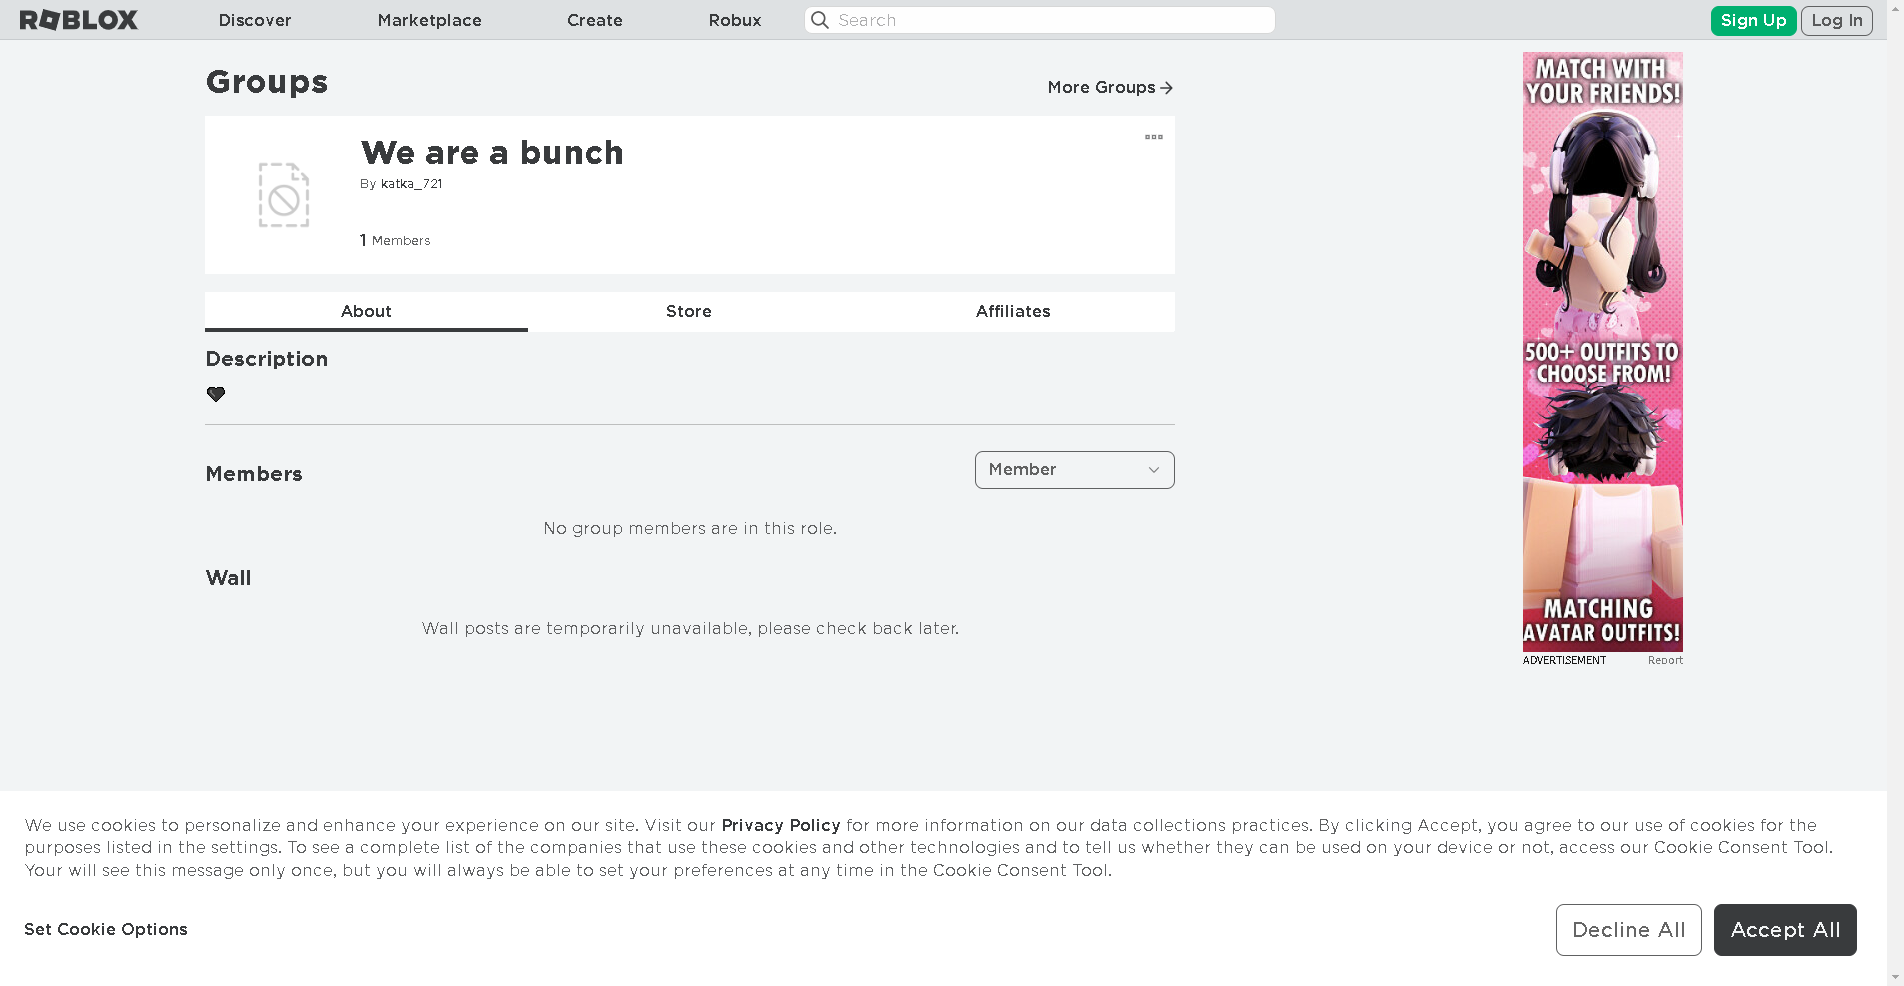 ROBLOX Discover Marketplace Create Robux Search Sign Up Log In
Groups
More Groups
We are a bunch
By katka_721
1 Members
About Store Affiliates
Description
Members
Member
No group members are in this role.
Wall
Wall posts are temporarily unavailable, please check back later.
MATCH WITH
YOUR FRIENDS!
500+ OUTFITS TO
CHOOSE FROM!
MATCHING
AVATAR OUTFITS!
ADVERTISEMENT Report
We use cookies to personalize and enhance your experience on our site. Visit our Privacy Policy for more information on our data collections practices. By clicking Accept, you agree to our use of cookies for the
purposes listed in the settings. To see a complete list of the companies that use these cookies and other technologies and to tell us whether they can be used on your device or not, access our Cookie Consent Tool.
Your will see this message only once, but you will always be able to set your preferences at any time in the Cookie Consent Tool.
Set Cookie Options
Decline All
Accept All